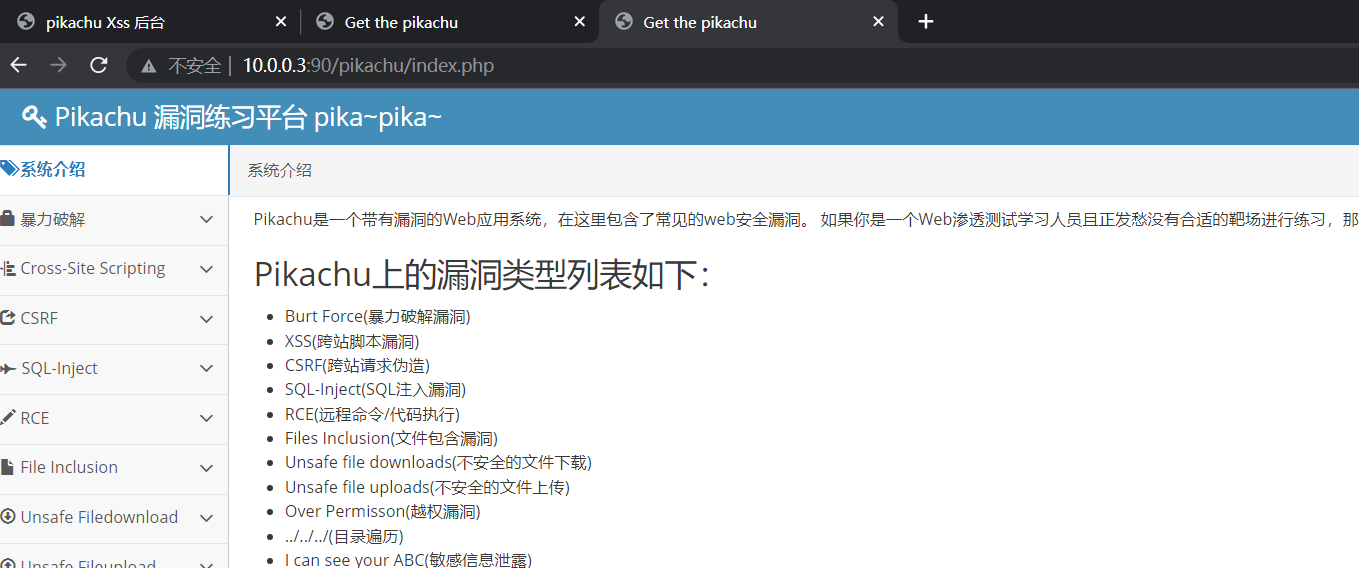 pikachu Xss 后台
Get the pikachu
Get the pikachu
不安全 | 10.0.0.3:90/pikachu/index.php
Pikachu 漏洞练习平台 pika~pika~
系统介绍
暴力破解
Cross-Site Scripting
CSRF
SQL-Inject
RCE
File Inclusion
Unsafe Filedownload
Unsafe Fileupload
系统介绍
Pikachu是一个带有漏洞的Web应用系统，在这里包含了常见的web安全漏洞。 如果你是一个Web渗透测试学习人员且正发愁没有合适的靶场进行练习，那
Pikachu上的漏洞类型列表如下：
Burt Force(暴力破解漏洞)
XSS(跨站脚本漏洞)
CSRF(跨站请求伪造)
SQL-Inject(SQL注入漏洞)
RCE(远程命令/代码执行)
Files Inclusion(文件包含漏洞)
Unsafe file downloads(不安全的文件下载)
Unsafe file uploads(不安全的文件上传)
Over Permisson(越权漏洞)
../../../(目录遍历)
I can see your ABC(敏感信息泄露)